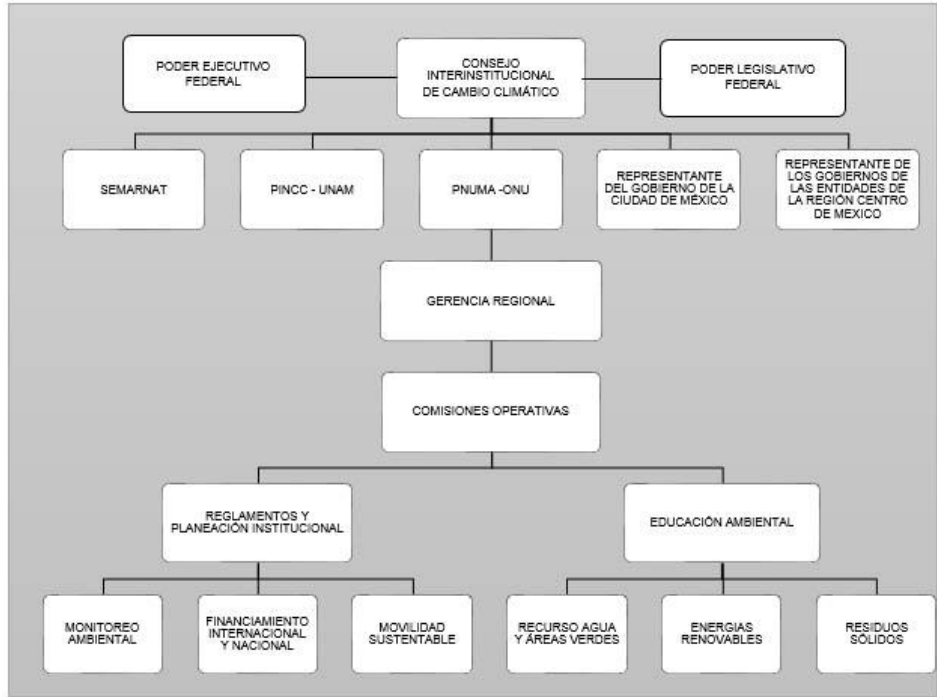 PODER EJECUTIVO
FEDERAL
CONSEJO
INTERINSTITUCIONAL
DE CAMBIO CLIMÁTICO
PODER LEGISLATIVO
FEDERAL
SEMARNAT
PINCC - UNAM
PNUMA -ONU
REPRESENTANTE
DEL GOBIERNO DE LA
CIUDAD DE MÉXICO
REPRESENTANTE DE
LOS GOBIERNOS DE
LAS ENTIDADES DE
LA REGIÓN CENTRO
DE MEXICO
GERENCIA REGIONAL
COMISIONES OPERATIVAS
REGLAMENTOS Y
PLANEACIÓN INSTITUCIONAL
EDUCACIÓN AMBIENTAL
MONITOREO
AMBIENTAL
FINANCIAMIENTO
INTERNACIONAL
Y NACIONAL
MOVILIDAD
SUSTENTABLE
RECURSO AGUA
Y ÁREAS VERDES
ENERGIAS
RENOVABLES
RESIDUOS
SÓLIDOS